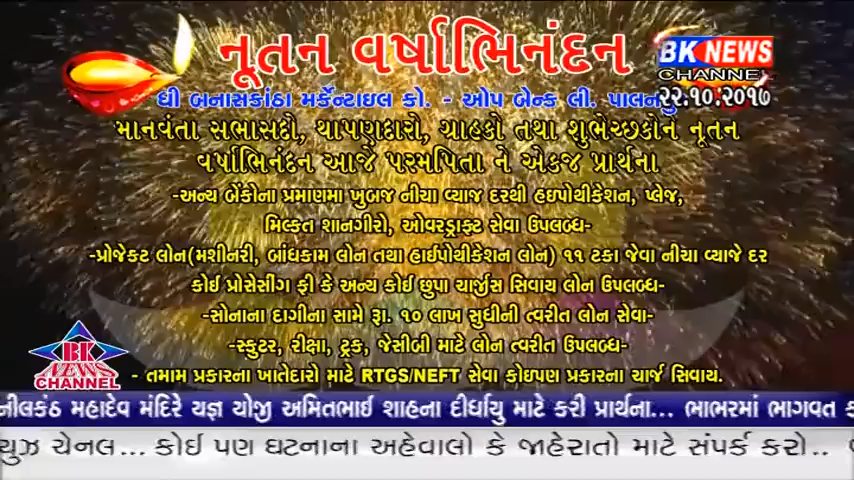 નૂતન વર્ષાભિનંદન
BK NEWS
CHANNEL
ધી બનાસકાંઠા મર્કેન્ટાઇલ કો. - ઓપ બેન્ક લી.
૨૨.૧૦.૨૦૧૭
માનવંતા સભાસદો, થાપણદારો, ગ્રાહકો તથા શુભેચ્છકોને નૂતન
વર્ષાભિનંદન આજે પરમપિતા ને એકજ પ્રાર્થના
-અન્ય બેંકોના પ્રમાણમા ખુબજ નીચા વ્યાજ દરથી હાઇપોથીકેશન, પ્લેજ,
મિલ્કત શાનગીરો, ઓવરડ્રાફ્ટ સેવા ઉપલબ્ધ-
-પ્રોજેકટ લોન(મશીનરી, બાંધકામ લોન તથા હાઈપોથીકેશન લોન) ૧૧ ટકા જેવા નીચા વ્યાજે દર
કોઈ પ્રોસેસીંગ ફી કે અન્ય કોઈ છુપા ચાર્જીસ સિવાય લોન ઉપલબ્ધ-
-સોનાના દાગીના સામે રૂા. ૧૦ લાખ સુધીની ત્વરીત લોન સેવા-
-સ્કુટર, રીક્ષા, ટ્રક, જેસીબી માટે લોન ત્વરીત ઉપલબ્ધ-
BK
NEWS
CHANNEL
- તમામ પ્રકારના ખાતેદારો માટે RTGS/NEFT સેવા કોઇપણ પ્રકારના ચાર્જ સિવાય.
નીલકંઠ મહાદેવ મંદિરે યજ્ઞ યોજી અમિતભાઈ શાહના દીર્ધાયુ માટે કરી પ્રાર્થના... ભાભરમાં ભાગવત
ચેનલ... કોઈ પણ ઘટનાના અહેવાલો કે જાહેરાતો માટે સંપર્ક કરો..